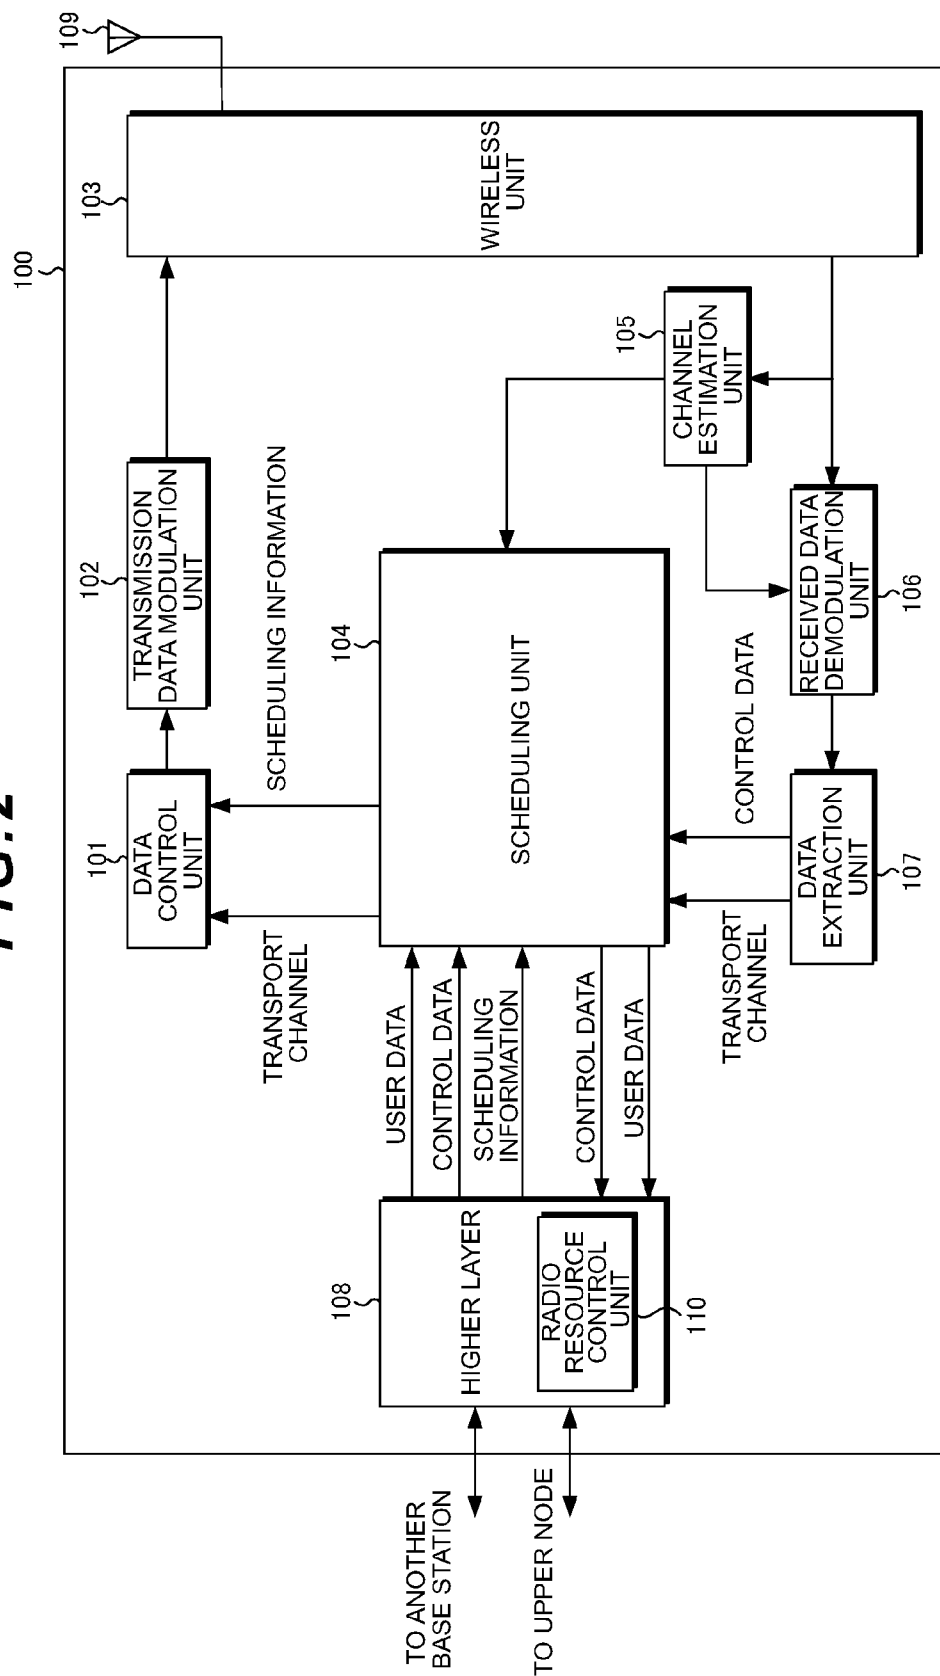 FIG. 2
100
109
103
WIRELESS
UNIT
102
TRANSMISSION
DATA MODULATION
UNIT
101
DATA
CONTROL
UNIT
SCHEDULING INFORMATION
TRANSPORT
CHANNEL
104
SCHEDULING UNIT
105
CHANNEL
ESTIMATION
UNIT
106
RECEIVED DATA
DEMODULATION
UNIT
107
DATA
EXTRACTION
UNIT
CONTROL DATA
TRANSPORT
CHANNEL
USER DATA
CONTROL DATA
SCHEDULING
INFORMATION
CONTROL DATA
USER DATA
108
HIGHER LAYER
RADIO
RESOURCE
CONTROL
UNIT
110
TO ANOTHER
BASE STATION
TO UPPER NODE